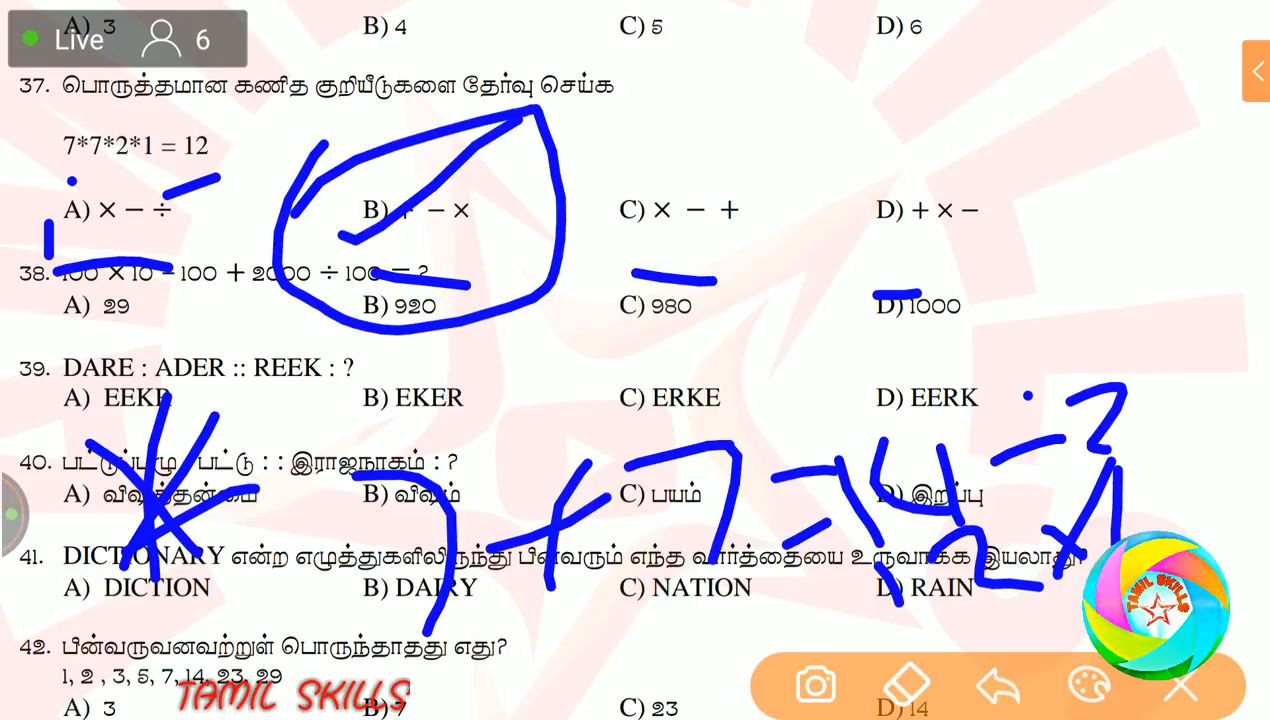 A) 3 B) 4 C) 5 D) 6
Live 6
37. பொருத்தமான கணித குறியீடுகளை தேர்வு செய்க
7*7*2*1 = 12
A) × − ÷ B) + − × C) × − + D) + × −
38. 100 × 10 − 100 + 2000 ÷ 100 = ?
A) 29 B) 920 C) 980 D) 1000
39. DARE : ADER :: REEK : ?
A) EEKR B) EKER C) ERKE D) EERK
40. பட்டுப்புழு : பட்டு : : இராஜநாகம் : ?
A) விஷத்தன்மை B) விஷம் C) பயம் D) இறப்பு
7 + 7 = 14
41. DICTIONARY என்ற எழுத்துகளிலிருந்து பின்வரும் எந்த வார்த்தையை உருவாக்க இயலாது?
A) DICTION B) DAIRY C) NATION D) RAIN
42. பின்வருவனவற்றுள் பொருந்தாதது எது?
1, 2 , 3, 5, 7, 14, 23, 29
A) 3 B) 7 C) 23 D) 14
TAMIL SKILLS
TAMIL SKILLS